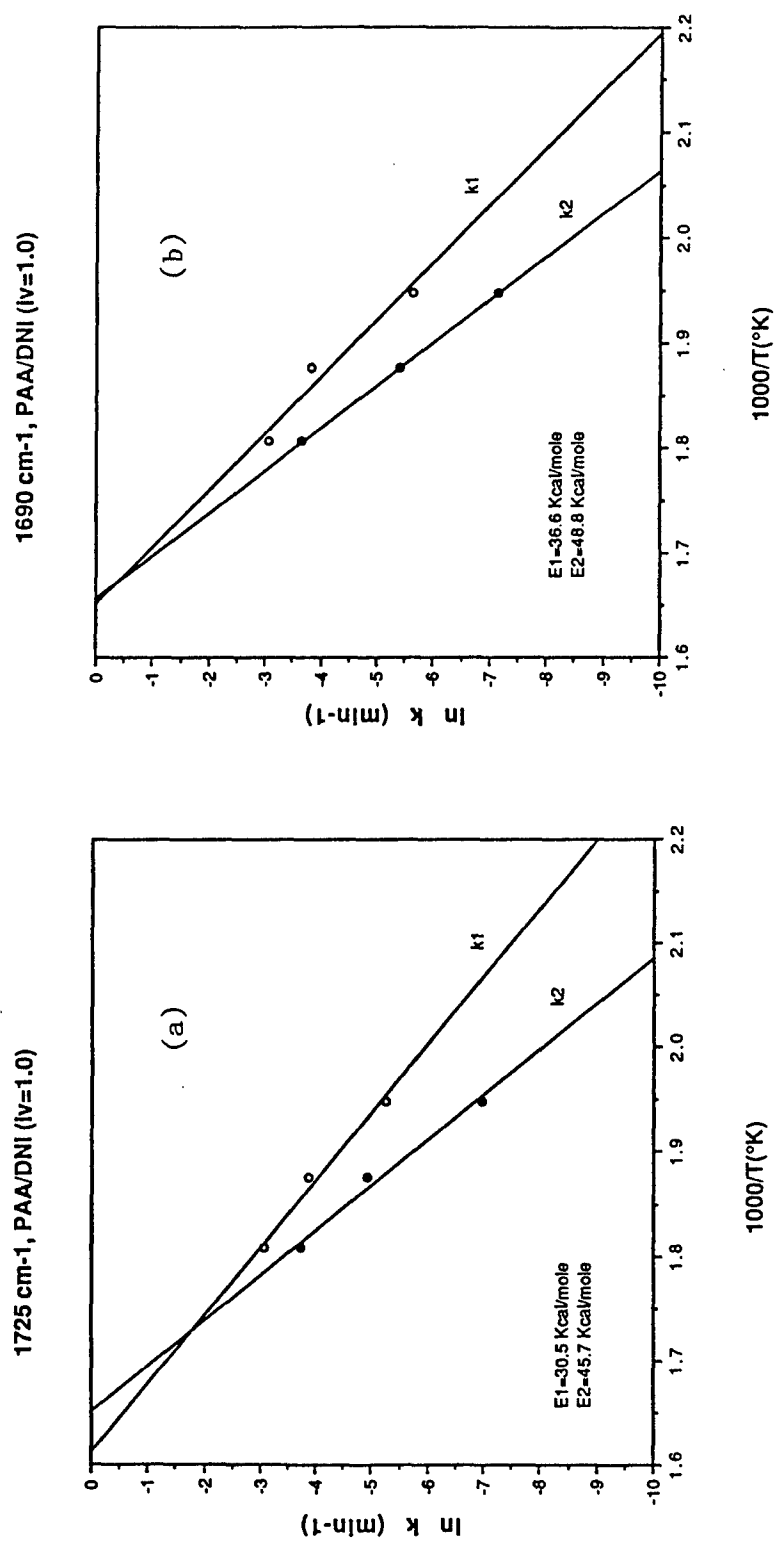 1725 cm-1, PAA/DNI (iv=1.0)
(a)
k1
k2
E1=30.5 Kcal/mole
E2=45.7 Kcal/mole
0
-1
-2
-3
-4
-5
-6
-7
-8
-9
-10
ln k (min-1)
1.6
1.7
1.8
1.9
2.0
2.1
2.2
1000/T(°K)
1690 cm-1, PAA/DNI (iv=1.0)
(b)
k1
k2
E1=36.6 Kcal/mole
E2=48.8 Kcal/mole
0
-1
-2
-3
-4
-5
-6
-7
-8
-9
-10
ln k (min-1)
1.6
1.7
1.8
1.9
2.0
2.1
2.2
1000/T(°K)